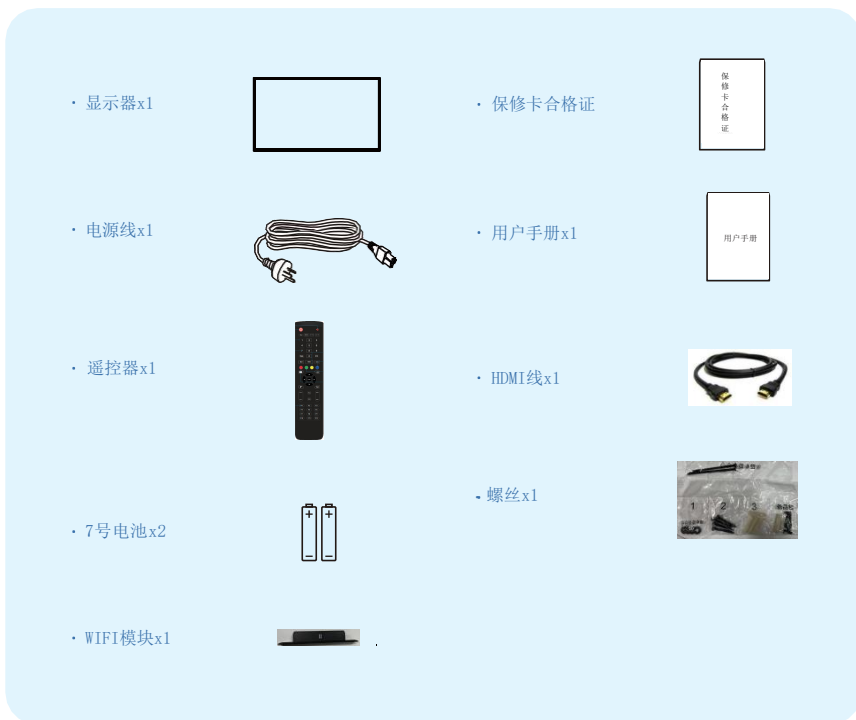 · 显示器x1
· 电源线x1
· 遥控器x1
· 7号电池x2
· WIFI模块x1
· 保修卡合格证
保修卡合格证
· 用户手册x1
用户手册
· HDMI线x1
· 螺丝x1
1 2 3